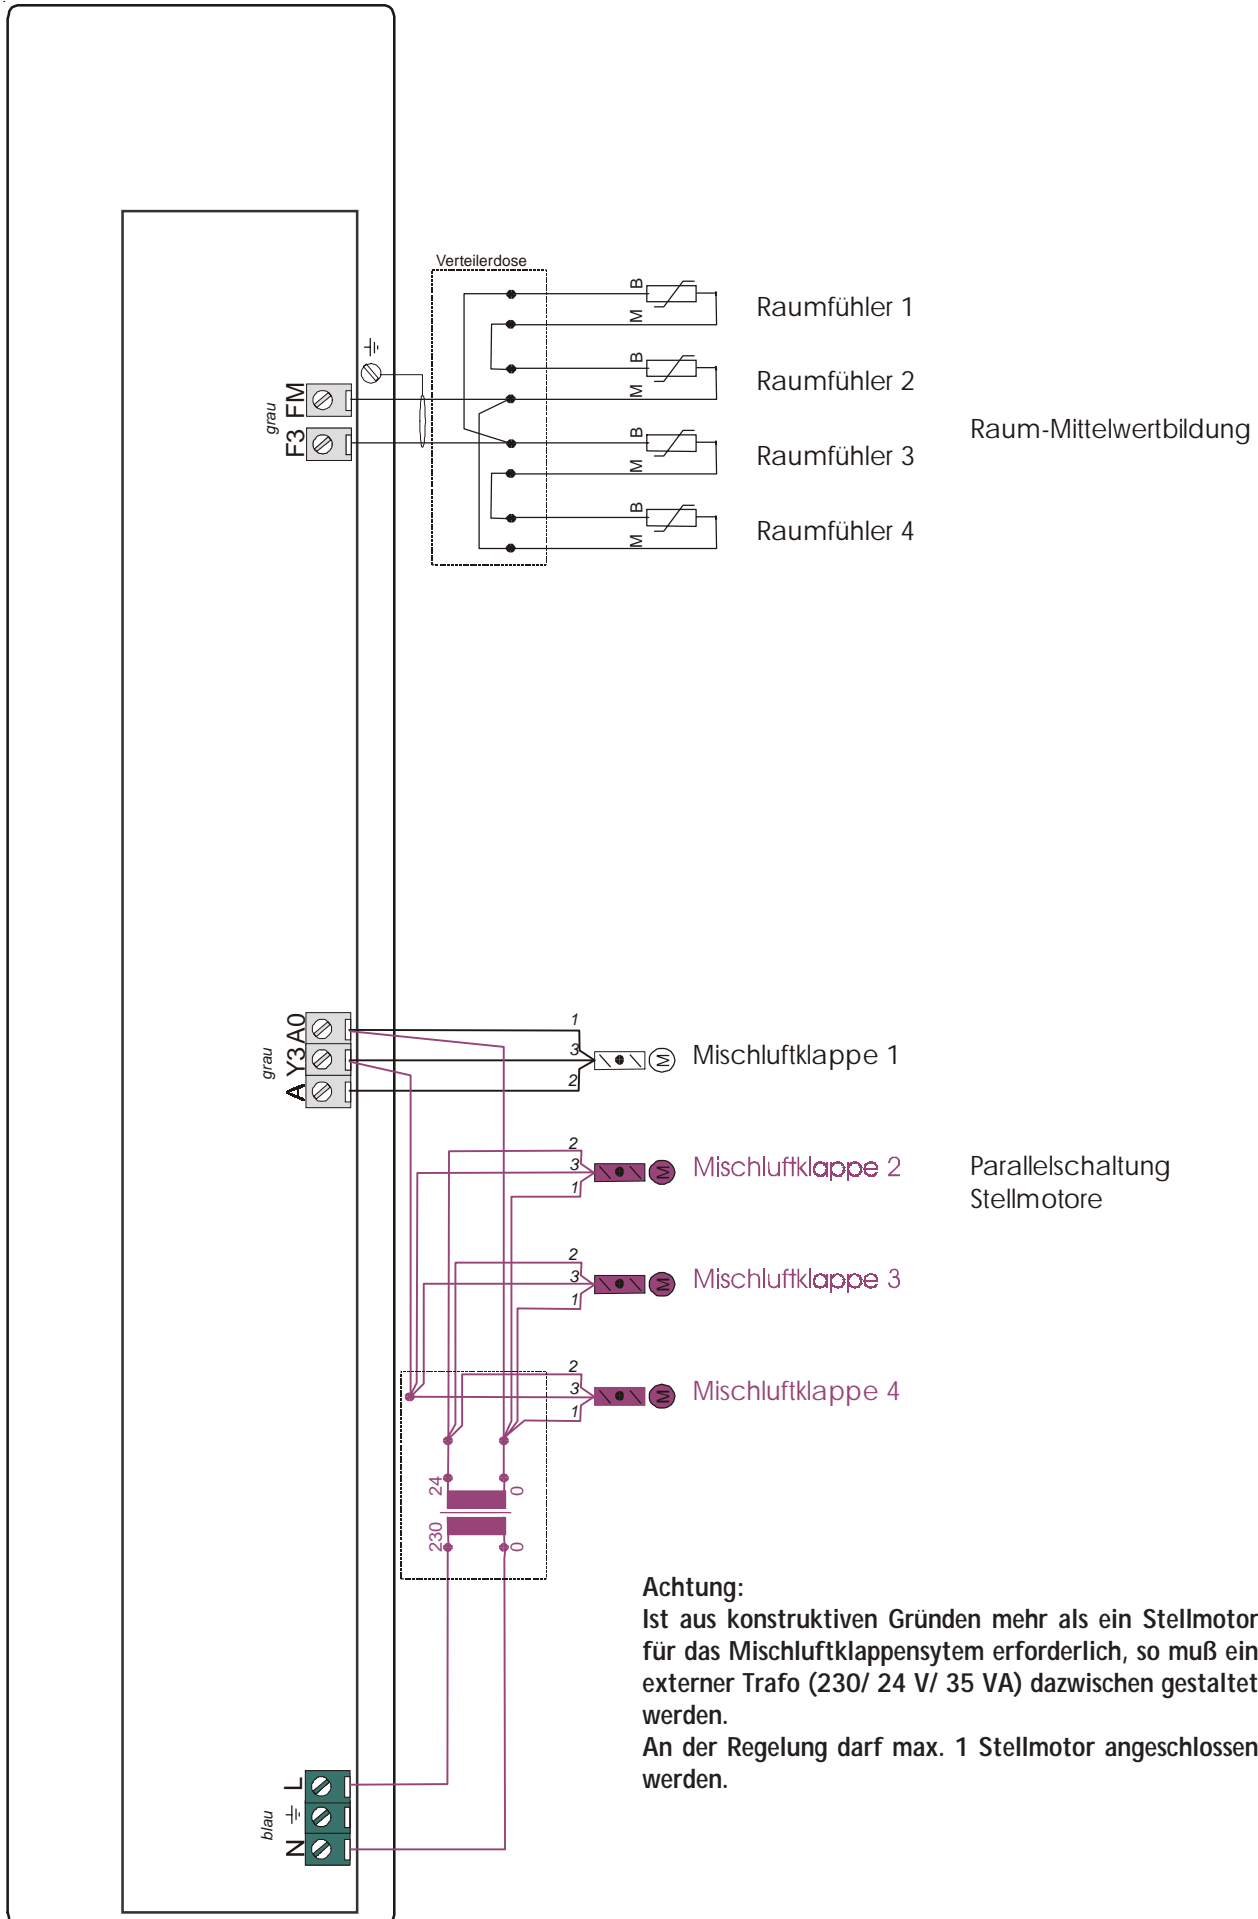 Verteilerdose
B
M
Raumfühler 1
B
M
Raumfühler 2
FM
grau
F3
B
M
Raumfühler 3
Raum-Mittelwertbildung
B
M
Raumfühler 4
A0
Y3
A
grau
1
3
2
M
Mischluftklappe 1
2
3
1
M
Mischluftklappe 2
Parallelschaltung
Stellmotore
2
3
1
M
Mischluftklappe 3
2
3
1
M
Mischluftklappe 4
24
0
230
0
Achtung:
Ist aus konstruktiven Gründen mehr als ein Stellmotor
für das Mischluftklappensytem erforderlich, so muß ein
externer Trafo (230/ 24 V/ 35 VA) dazwischen gestaltet
werden.
An der Regelung darf max. 1 Stellmotor angeschlossen
werden.
L
blau
N